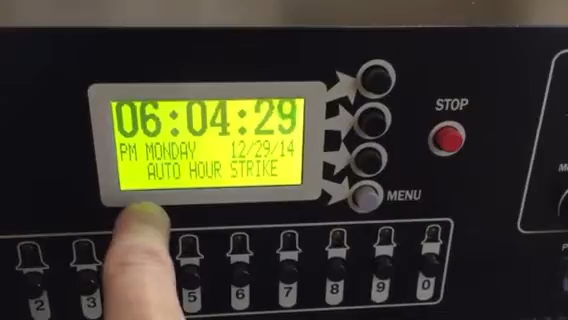 06:04:29
PM MONDAY 12/29/14
AUTO HOUR STRIKE
STOP
MENU
2 3 5 6 7 8 9 0